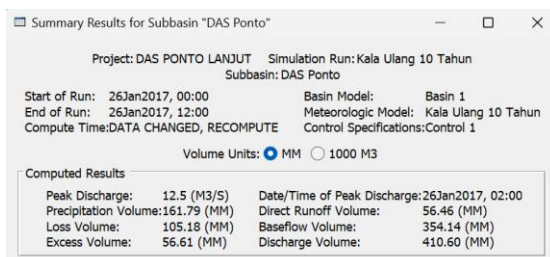 Summary Results for Subbasin "DAS Ponto"
Project: DAS PONTO LANJUT Simulation Run: Kala Ulang 10 Tahun
Subbasin: DAS Ponto
Start of Run: 26Jan2017, 00:00 Basin Model: Basin 1
End of Run: 26Jan2017, 12:00 Meteorologic Model: Kala Ulang 10 Tahun
Compute Time:DATA CHANGED, RECOMPUTE Control Specifications:Control 1
Volume Units: MM 1000 M3
Computed Results
Peak Discharge: 12.5 (M3/S) Date/Time of Peak Discharge:26Jan2017, 02:00
Precipitation Volume:161.79 (MM) Direct Runoff Volume: 56.46 (MM)
Loss Volume: 105.18 (MM) Baseflow Volume: 354.14 (MM)
Excess Volume: 56.61 (MM) Discharge Volume: 410.60 (MM)